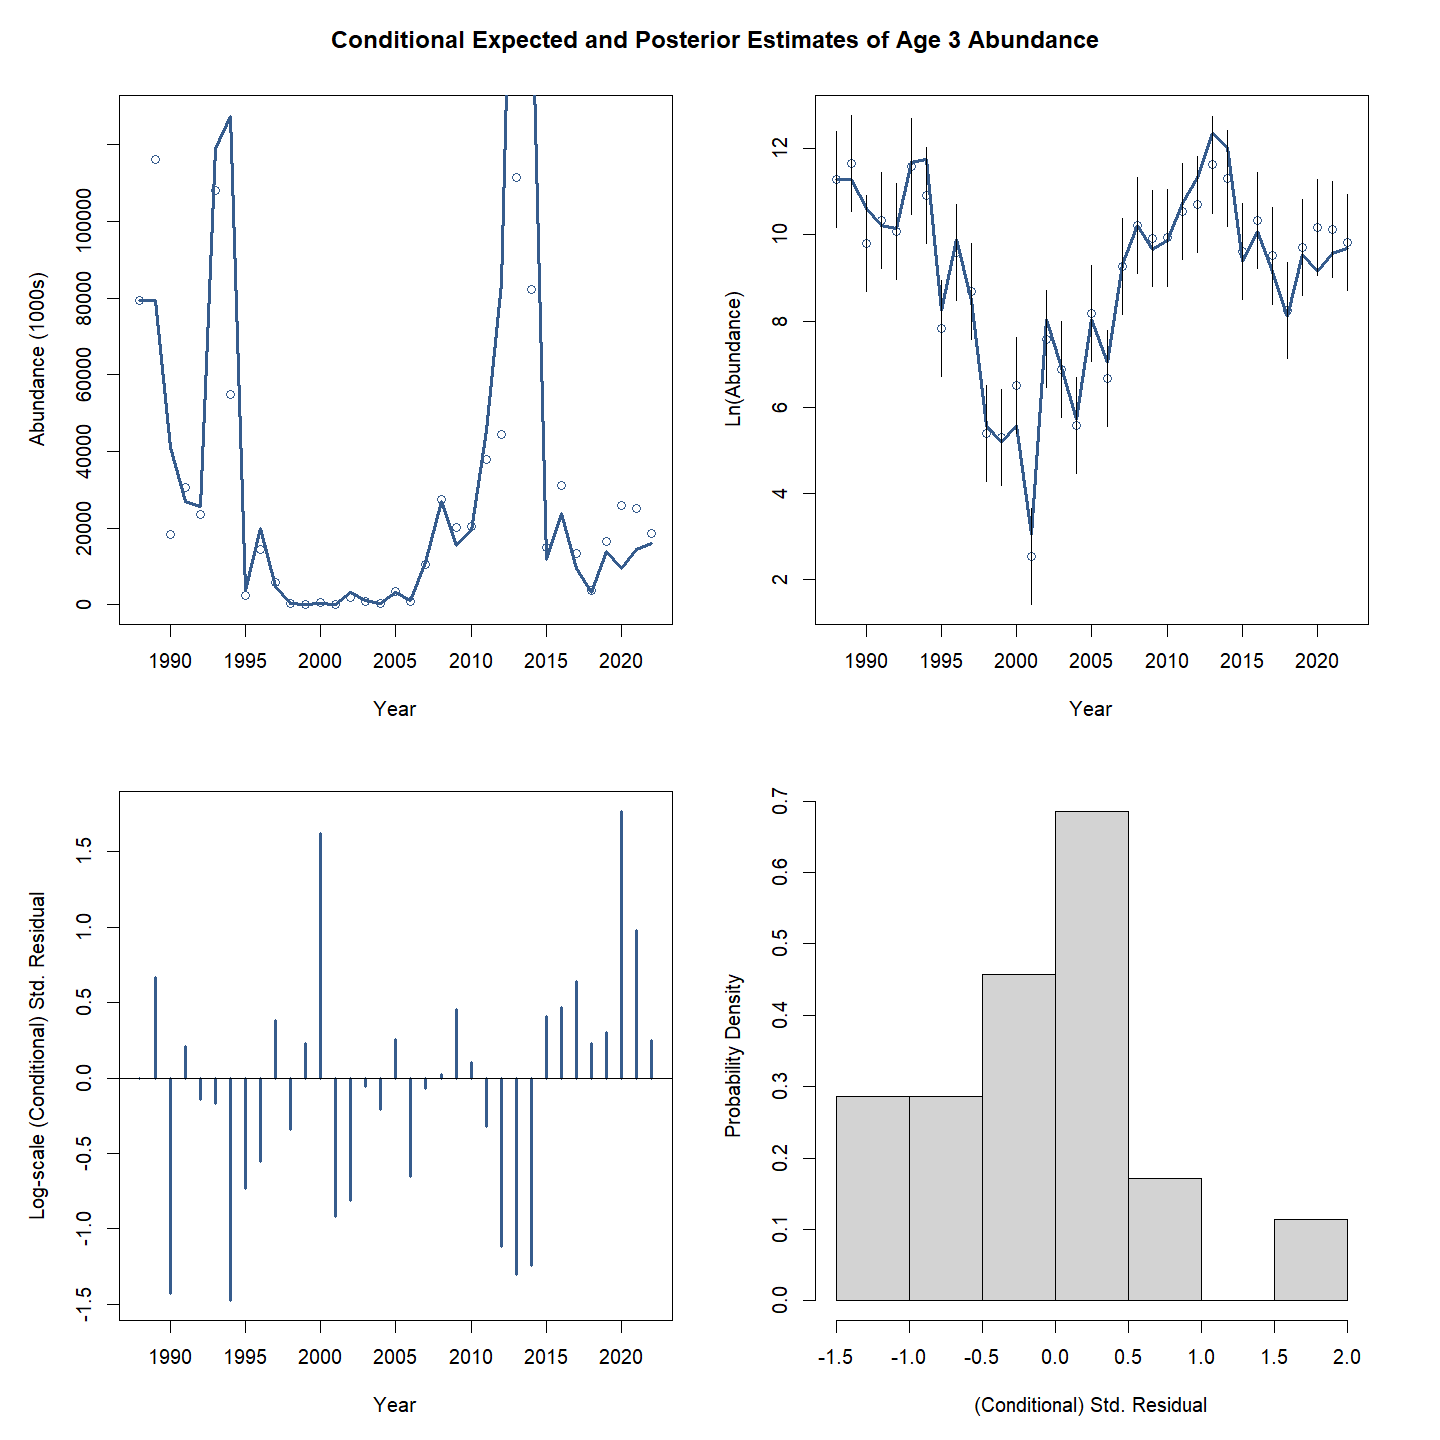 Conditional Expected and Posterior Estimates of Age 3 Abundance
Abundance (1000s)
0 20000 40000 60000 80000 100000
1990 1995 2000 2005 2010 2015 2020
Year
Ln(Abundance)
2 4 6 8 10 12
1990 1995 2000 2005 2010 2015 2020
Year
Log-scale (Conditional) Std. Residual
-1.5 -1.0 -0.5 0.0 0.5 1.0 1.5
1990 1995 2000 2005 2010 2015 2020
Year
Probability Density
0.0 0.1 0.2 0.3 0.4 0.5 0.6 0.7
-1.5 -1.0 -0.5 0.0 0.5 1.0 1.5 2.0
(Conditional) Std. Residual